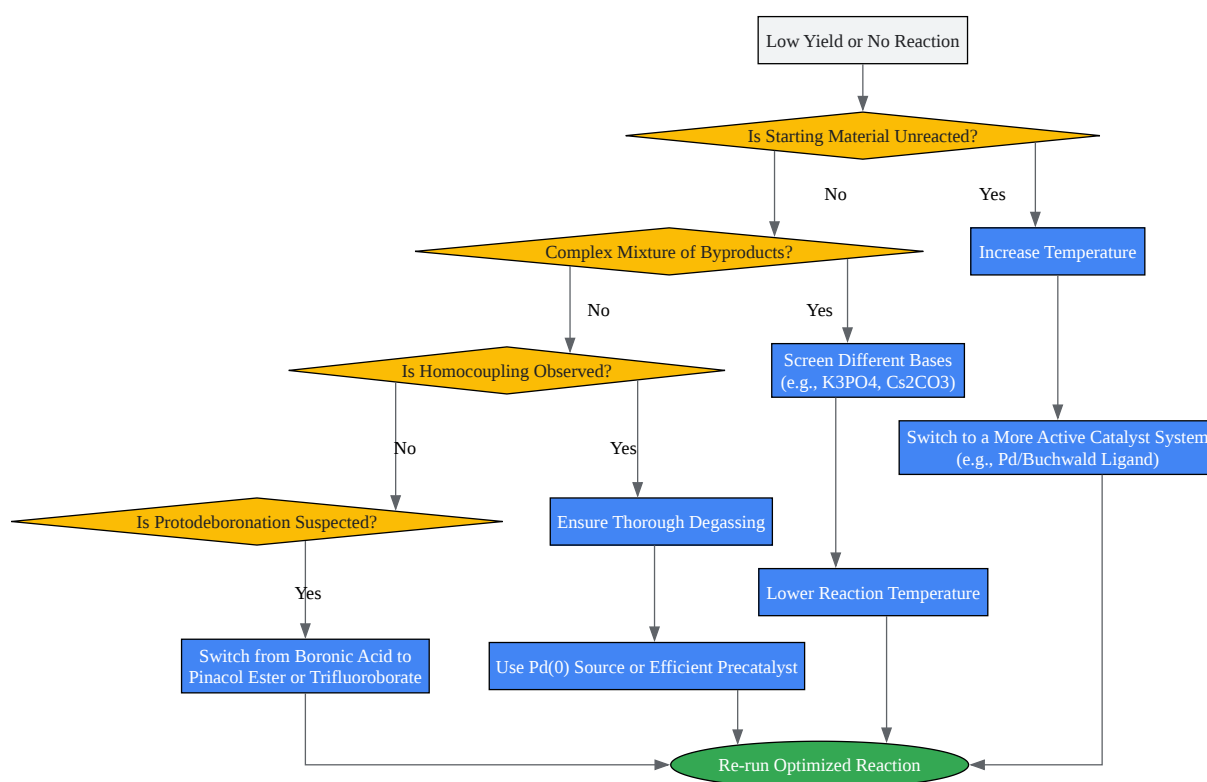 Low Yield or No Reaction
Is Starting Material Unreacted?
No
Yes
Complex Mixture of Byproducts?
Increase Temperature
No
Yes
Is Homocoupling Observed?
Screen Different Bases
(e.g., K3PO4, Cs2CO3)
No
Yes
Switch to a More Active Catalyst System
(e.g., Pd/Buchwald Ligand)
Is Protodeboronation Suspected?
Ensure Thorough Degassing
Yes
Lower Reaction Temperature
Switch from Boronic Acid to
Pinacol Ester or Trifluoroborate
Use Pd(0) Source or Efficient Precatalyst
Re-run Optimized Reaction